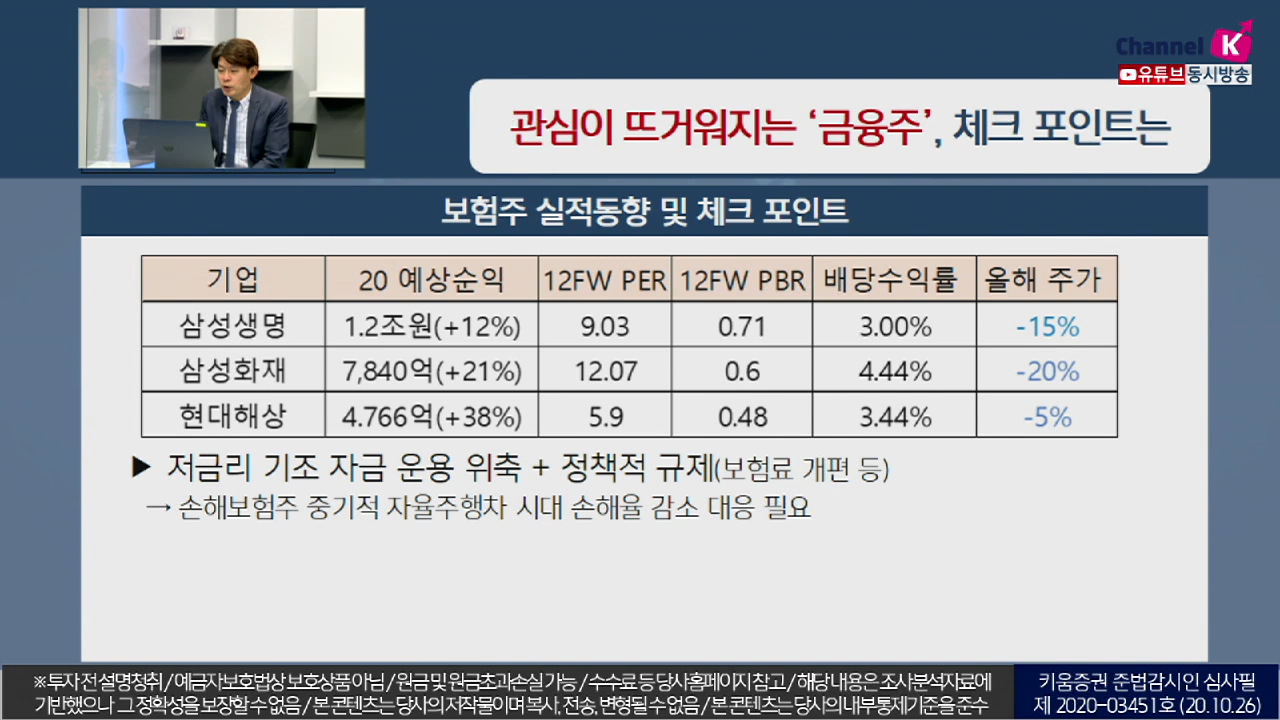 Channel K
유튜브동시방송
관심이 뜨거워지는 ‘금융주’, 체크 포인트는
보험주 실적동향 및 체크 포인트
기업 20 예상순익 12FW PER 12FW PBR 배당수익률 올해 주가
삼성생명 1.2조원(+12%) 9.03 0.71 3.00% -15%
삼성화재 7,840억(+21%) 12.07 0.6 4.44% -20%
현대해상 4.766억(+38%) 5.9 0.48 3.44% -5%
▶ 저금리 기조 자금 운용 위축 + 정책적 규제(보험료 개편 등)
→ 손해보험주 중기적 자율주행차 시대 손해율 감소 대응 필요
※ 투자 전 설명청취 / 예금자보호법상 보호상품 아님 / 원금 및 원금초과손실 가능 / 수수료 등 당사홈페이지 참고 / 해당 내용은 조사분석자료에
기반했으나 그 정확성을 보장할 수 없음 / 본 콘텐츠는 당사의 저작물이며 복사, 전송, 변형될 수 없음 / 본 콘텐츠는 당사의 내부통제기준을 준수
키움증권 준법감시인 심사필
제 2020-03451호 (20.10.26)